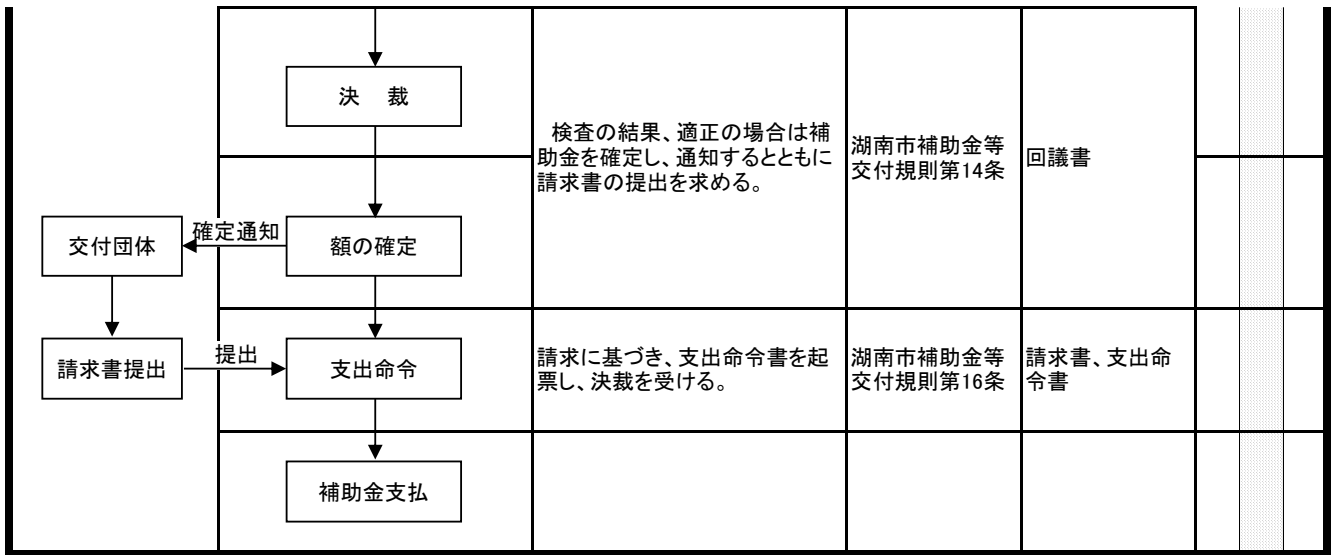 決　裁
検査の結果、適正の場合は補
助金を確定し、通知するとともに
請求書の提出を求める。
湖南市補助金等
交付規則第14条
回議書
交付団体
確定通知
額の確定
請求書提出
提出
支出命令
請求に基づき、支出命令書を起
票し、決裁を受ける。
湖南市補助金等
交付規則第16条
請求書、支出命
令書
補助金支払